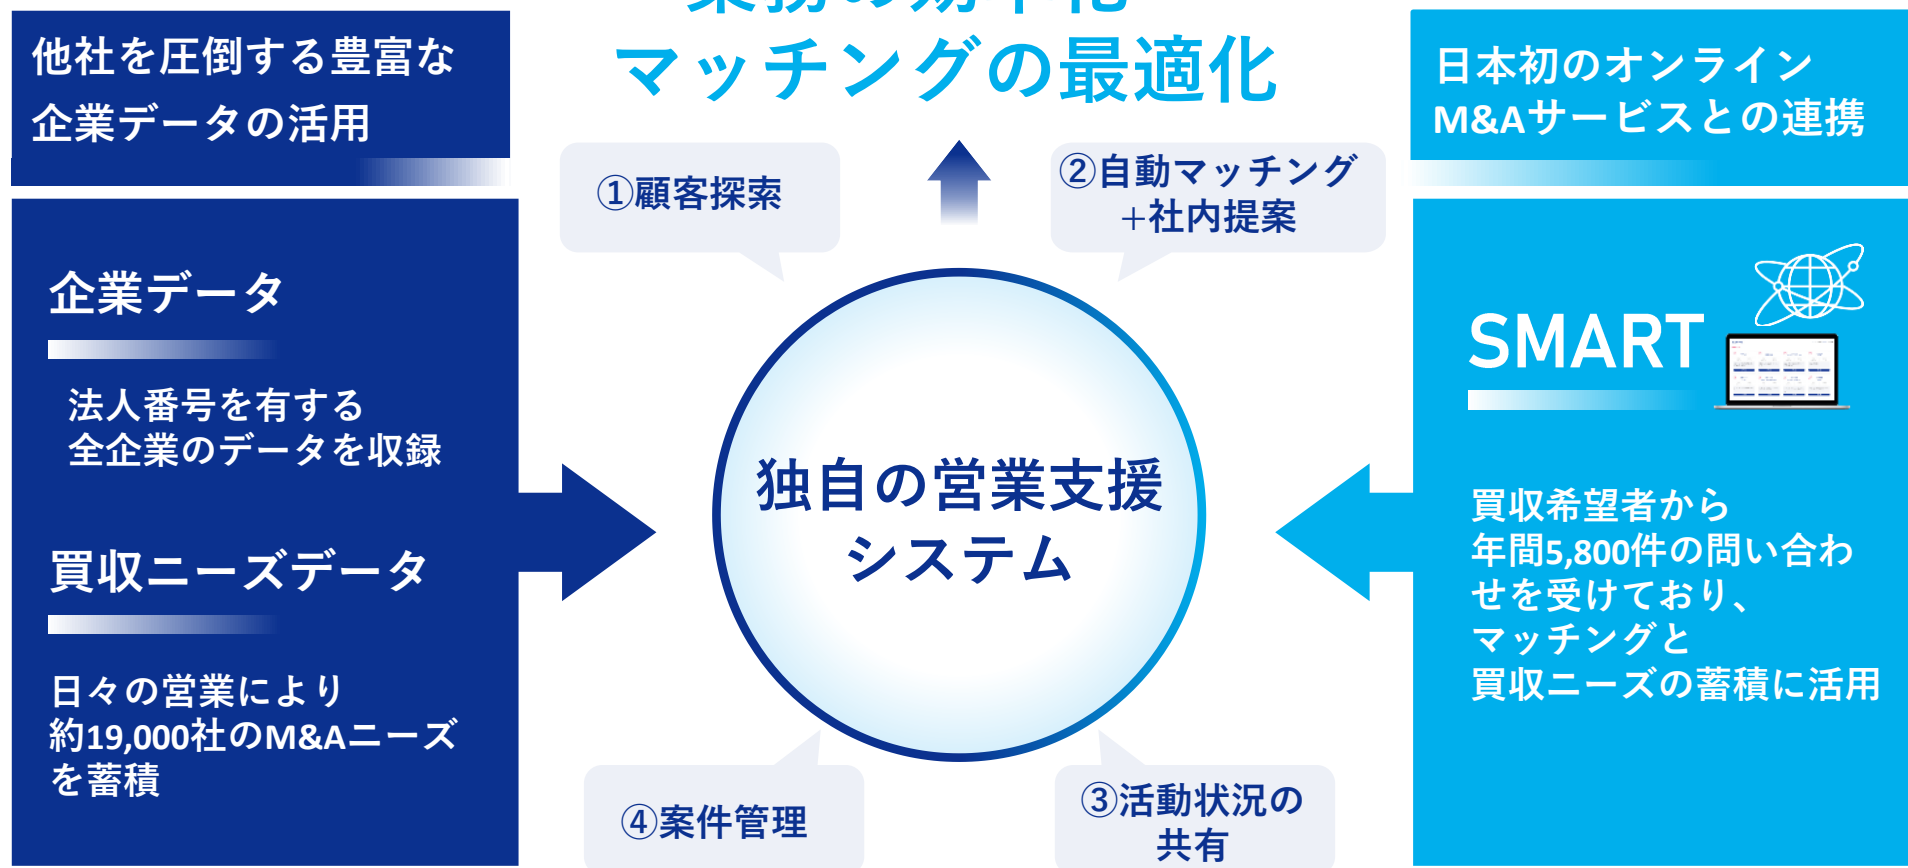 他社を圧倒する豊富な
企業データの活用
企業データ
法人番号を有する
全企業のデータを収録
買収ニーズデータ
日々の営業により
約19,000社のM&Aニーズ
を蓄積
業務の効率化
マッチングの最適化
①顧客探索
②自動マッチング
+社内提案
独自の営業支援
システム
④案件管理
③活動状況の
共有
日本初のオンライン
M&Aサービスとの連携
SMART
買収希望者から
年間5,800件の問い合わ
せを受けており、
マッチングと
買収ニーズの蓄積に活用